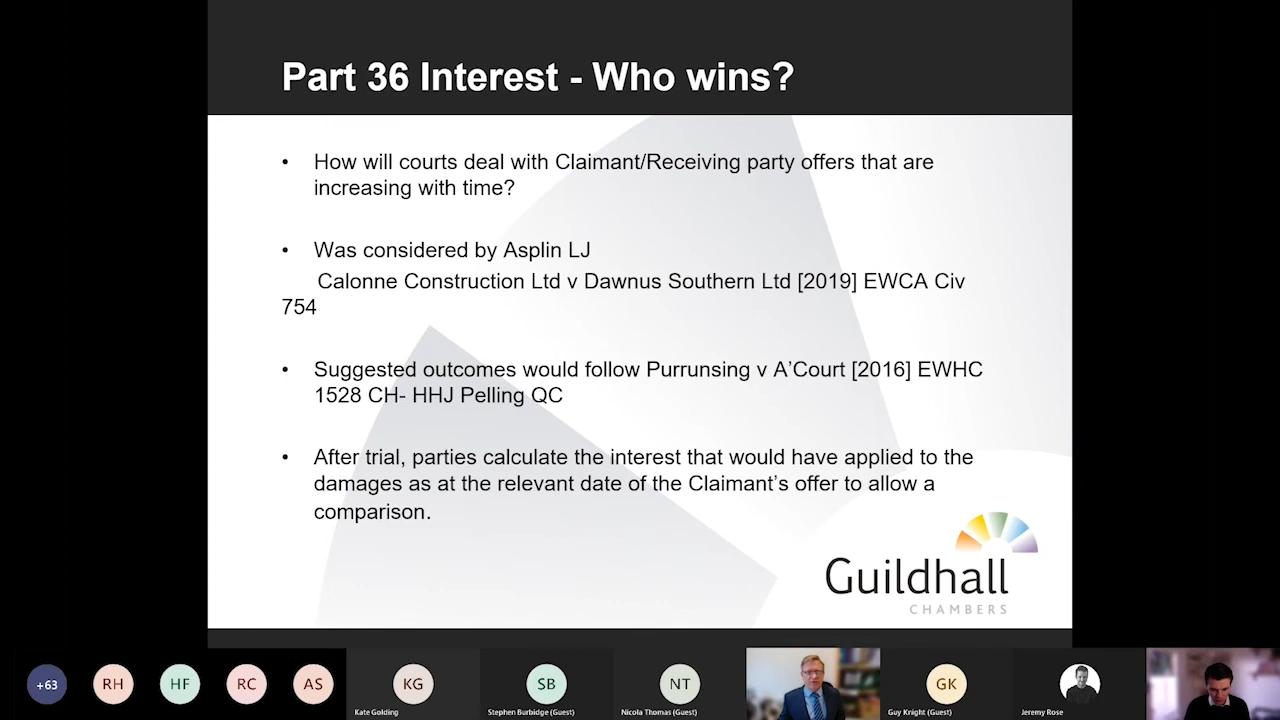 Part 36 Interest - Who wins?
• How will courts deal with Claimant/Receiving party offers that are
increasing with time?
• Was considered by Asplin LJ
Calonne Construction Ltd v Dawnus Southern Ltd [2019] EWCA Civ
754
• Suggested outcomes would follow Purrunsing v A’Court [2016] EWHC
1528 CH- HHJ Pelling QC
• After trial, parties calculate the interest that would have applied to the
damages as at the relevant date of the Claimant’s offer to allow a
comparison.
Guildhall
CHAMBERS
+63 RH HF RC AS KG SB NT GK
Kate Golding Stephen Burbidge (Guest) Nicola Thomas (Guest) Guy Knight (Guest) Jeremy Rose